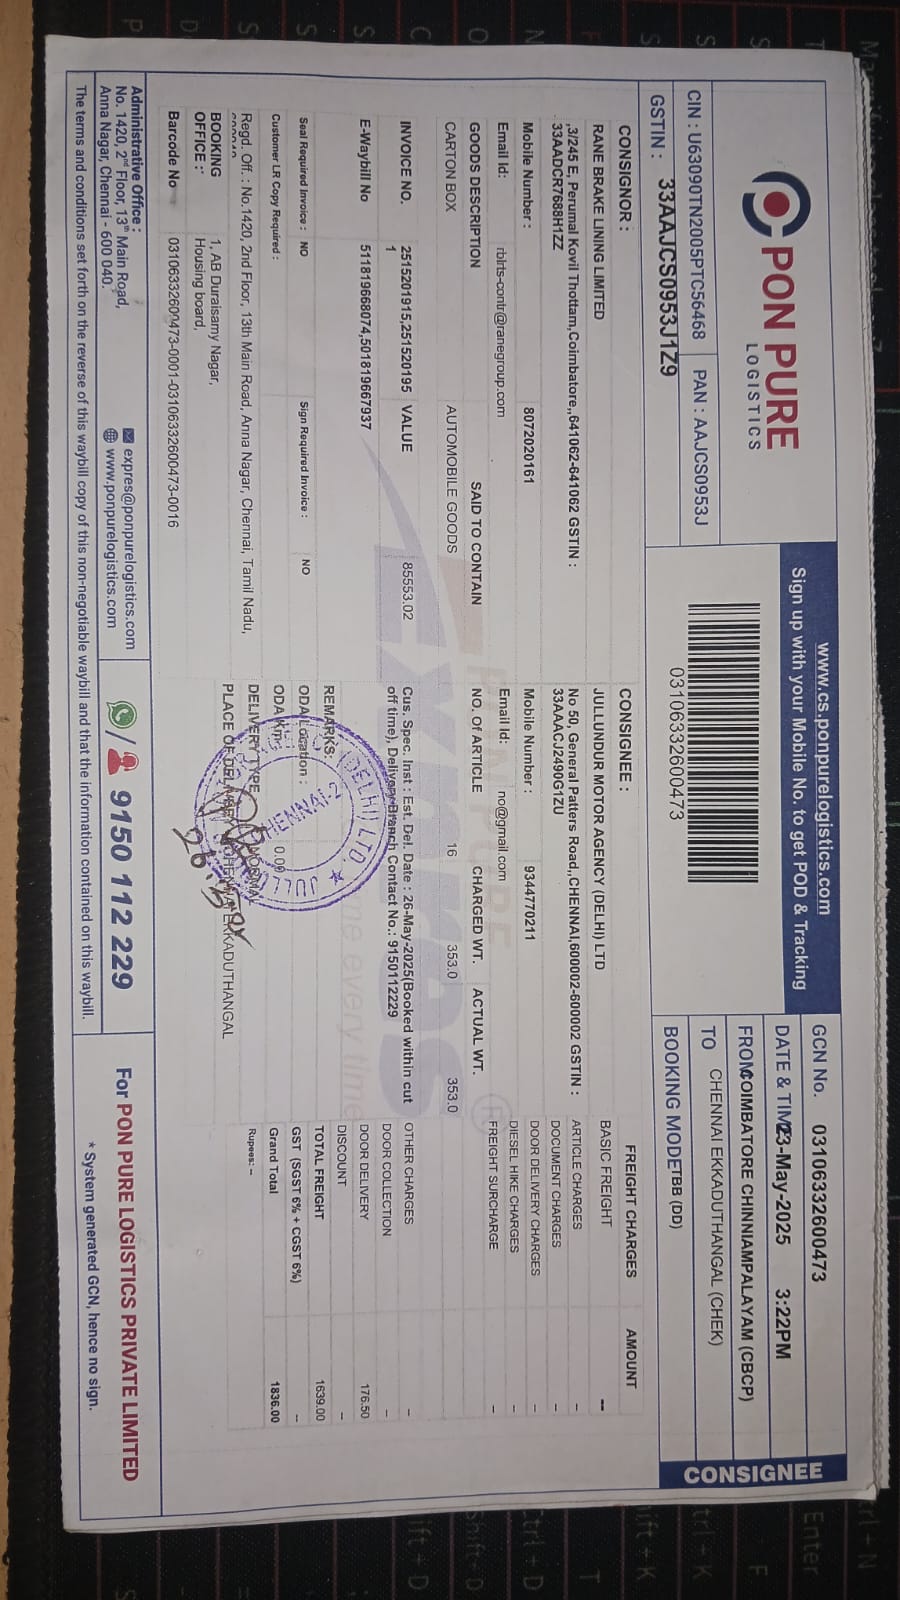 PON PURE
LOGISTICS
CIN : U63090TN2005PTC56468 PAN : AAJCS0953J
GSTIN : 33AAJCS0953J1Z9
www.cs.ponpurelogistics.com
Sign up with your Mobile No. to get POD & Tracking
03106332600473
GCN No. 03106332600473
DATE & TIME 23-May-2025 3:22PM
FROM COIMBATORE CHINNIAMPALAYAM (CBCP)
TO CHENNAI EKKADUTHANGAL (CHEK)
BOOKING MODE TBB (DD)
CONSIGNEE
CONSIGNOR :
RANE BRAKE LINING LIMITED
,3/245 E, Perumal Kovil Thottam,Coimbatore,,641062-641062 GSTIN :
33AADCR7688H1ZZ
Mobile Number : 8072020161
Email Id: rblrts-contr@ranegroup.com
CONSIGNEE :
JULLUNDUR MOTOR AGENCY (DELHI) LTD
No 50, General Patters Road,,CHENNAI,600002-600002 GSTIN :
33AAACJ2490G1ZU
Mobile Number : 9344770211
Email Id: no@gmail.com
GOODS DESCRIPTION SAID TO CONTAIN NO. Of ARTICLE CHARGED WT. ACTUAL WT.
CARTON BOX AUTOMOBILE GOODS 16 353.0 353.0
INVOICE NO. 2515201915,251520195 VALUE 85553.02
1
E-Waybill No 511819668074,501819667937
Cus. Spec. Inst : Est. Del. Date : 26-May-2025(Booked within cut
off time), Delivery Branch Contact No.: 9150112229
Seal Required Invoice : NO Sign Required Invoice : NO
Customer LR Copy Required :
REMARKS:
ODA Location :
ODA Km: 0.00
DELIVERY TYPE NORMAL
PLACE OF DELIVERY
Regd. Off. : No.1420, 2nd Floor, 13th Main Road, Anna Nagar, Chennai, Tamil Nadu,
BOOKING OFFICE : 1, AB Duraisamy Nagar,
Housing board,
Barcode No 03106332600473-0001-03106332600473-0016
FREIGHT CHARGES AMOUNT
BASIC FREIGHT --
ARTICLE CHARGES –
DOCUMENT CHARGES –
DOOR DELIVERY CHARGES –
DIESEL HIKE CHARGES –
FREIGHT SURCHARGE –
OTHER CHARGES –
DOOR COLLECTION –
DOOR DELIVERY 176.50
DISCOUNT –
TOTAL FREIGHT 1639.00
GST (SGST 6% + CGST 6%) –
Grand Total 1836.00
Rupees: –
Administrative Office :
No. 1420, 2nd Floor, 13th Main Road,
Anna Nagar, Chennai - 600 040.
expres@ponpurelogistics.com
www.ponpurelogistics.com
9150 112 229
For PON PURE LOGISTICS PRIVATE LIMITED
* System generated GCN, hence no sign.
The terms and conditions set forth on the reverse of this waybill copy of this non-negotiable waybill and that the information contained on this waybill.